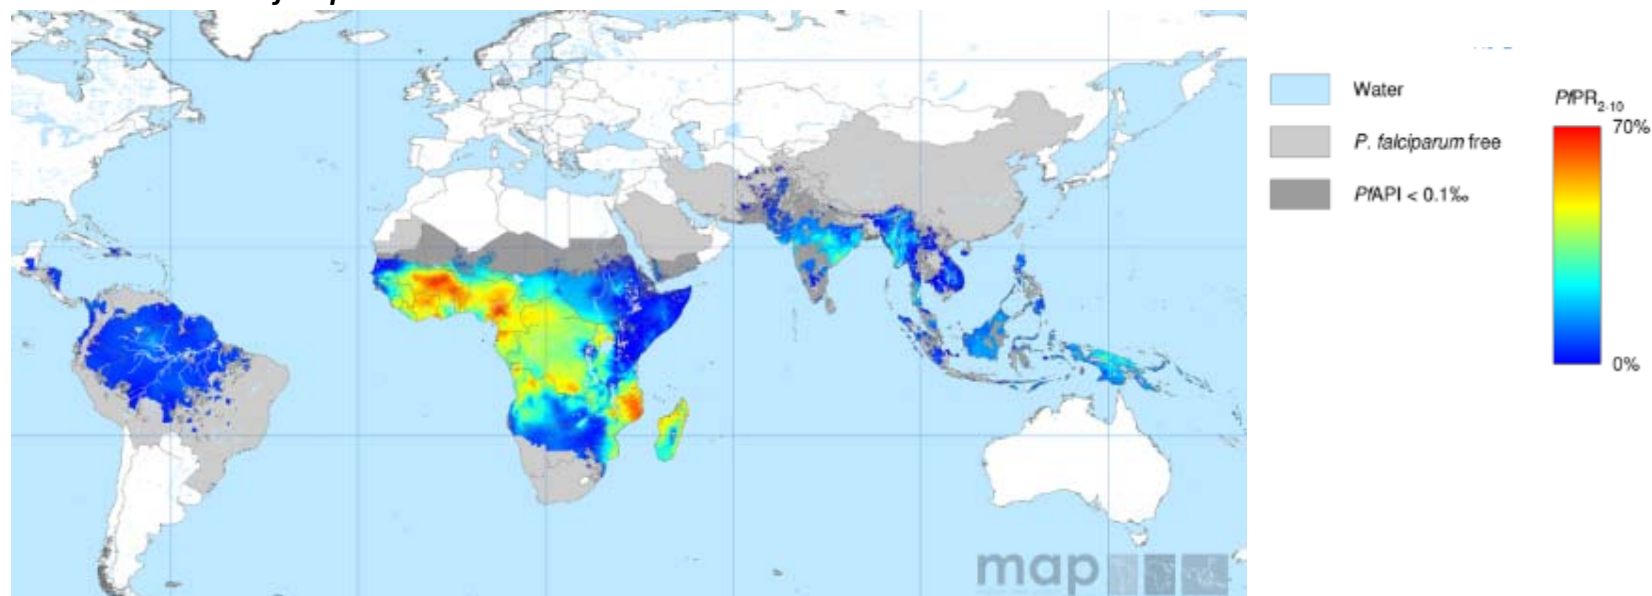 Water
P. falciparum free
PfAPI < 0.1‰
PfPR2-10
70%
0%
map